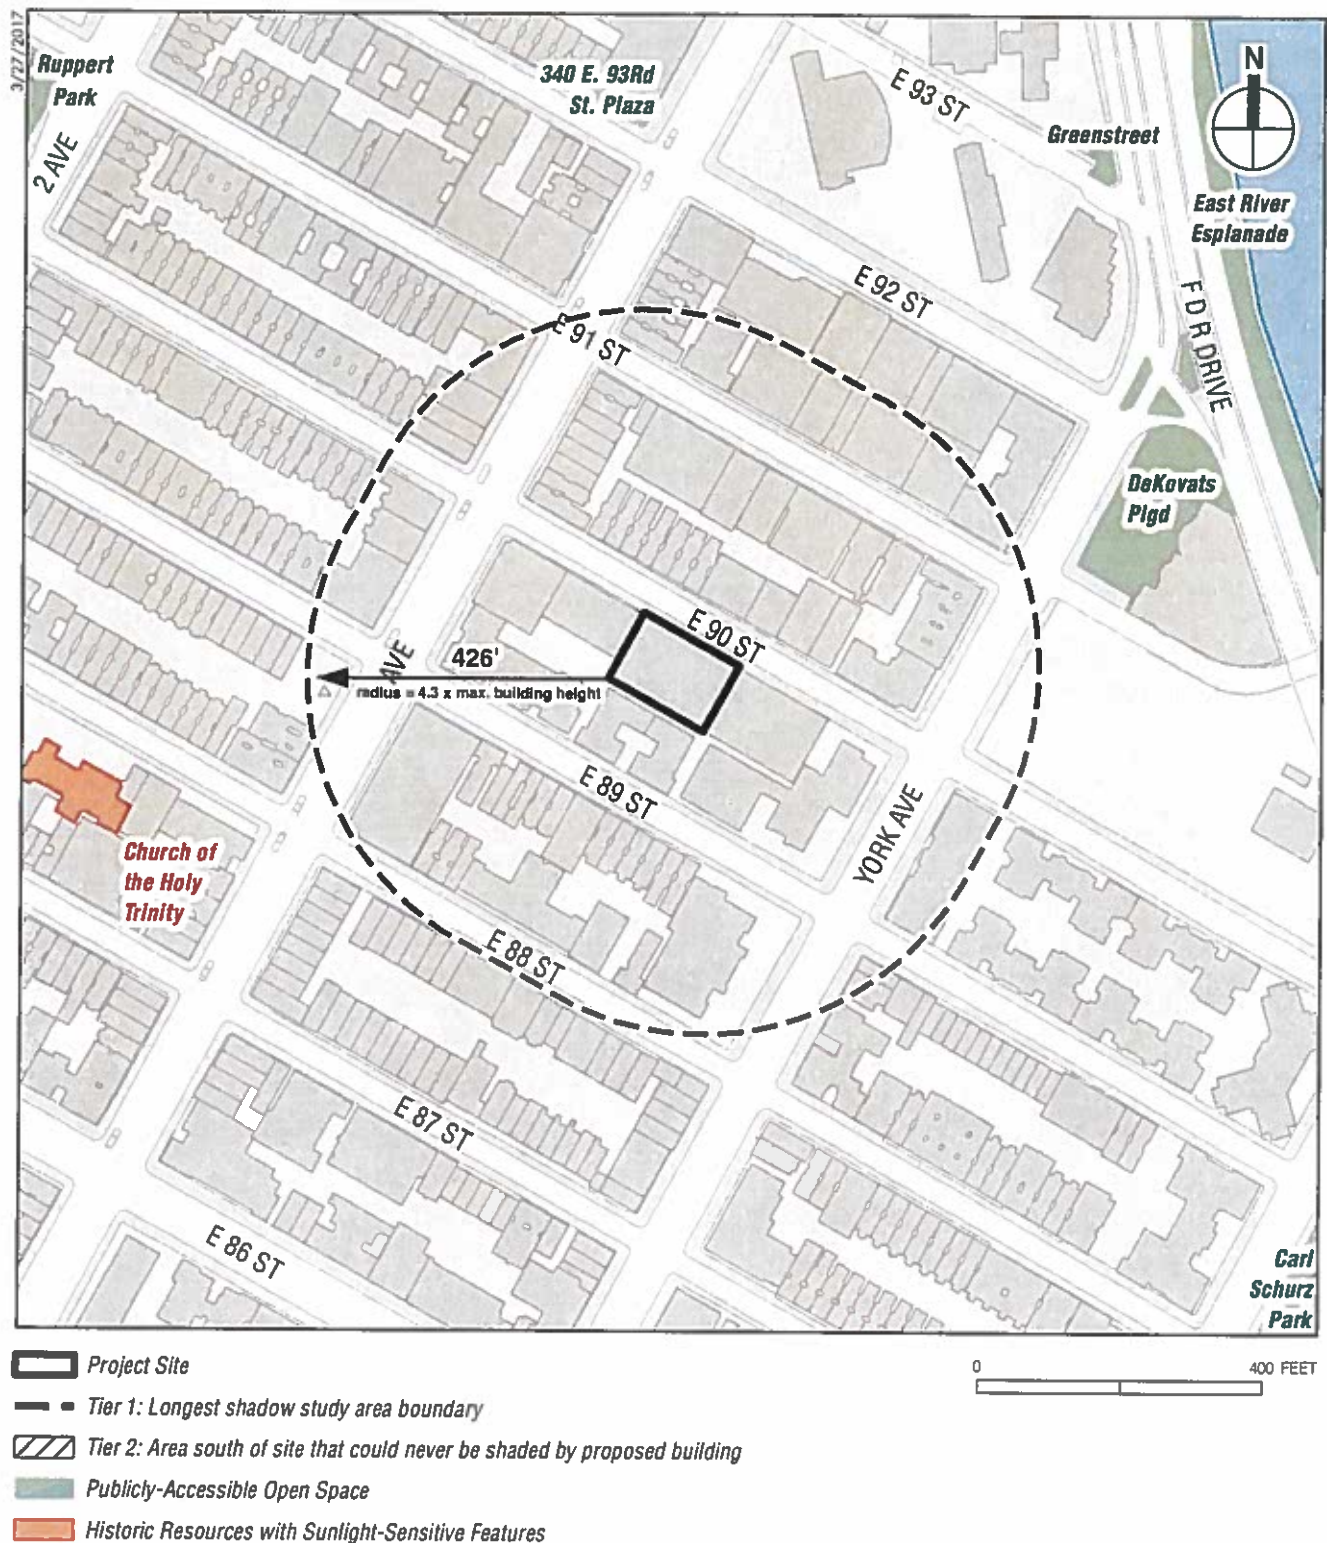 3/27/2017
Ruppert
Park
340 E. 93Rd
St. Plaza
E 93 ST
N
Greenstreet
2 AVE
East River
Esplanade
E 92 ST
F D R DRIVE
E 91 ST
DeKovats
Plgd
E 90 ST
AVE
426'
radius = 4.3 x max. building height
E 89 ST
YORK AVE
Church of
the Holy
Trinity
E 88 ST
E 87 ST
E 86 ST
Carl
Schurz
Park
Project Site
0 400 FEET
Tier 1: Longest shadow study area boundary
Tier 2: Area south of site that could never be shaded by proposed building
Publicly-Accessible Open Space
Historic Resources with Sunlight-Sensitive Features